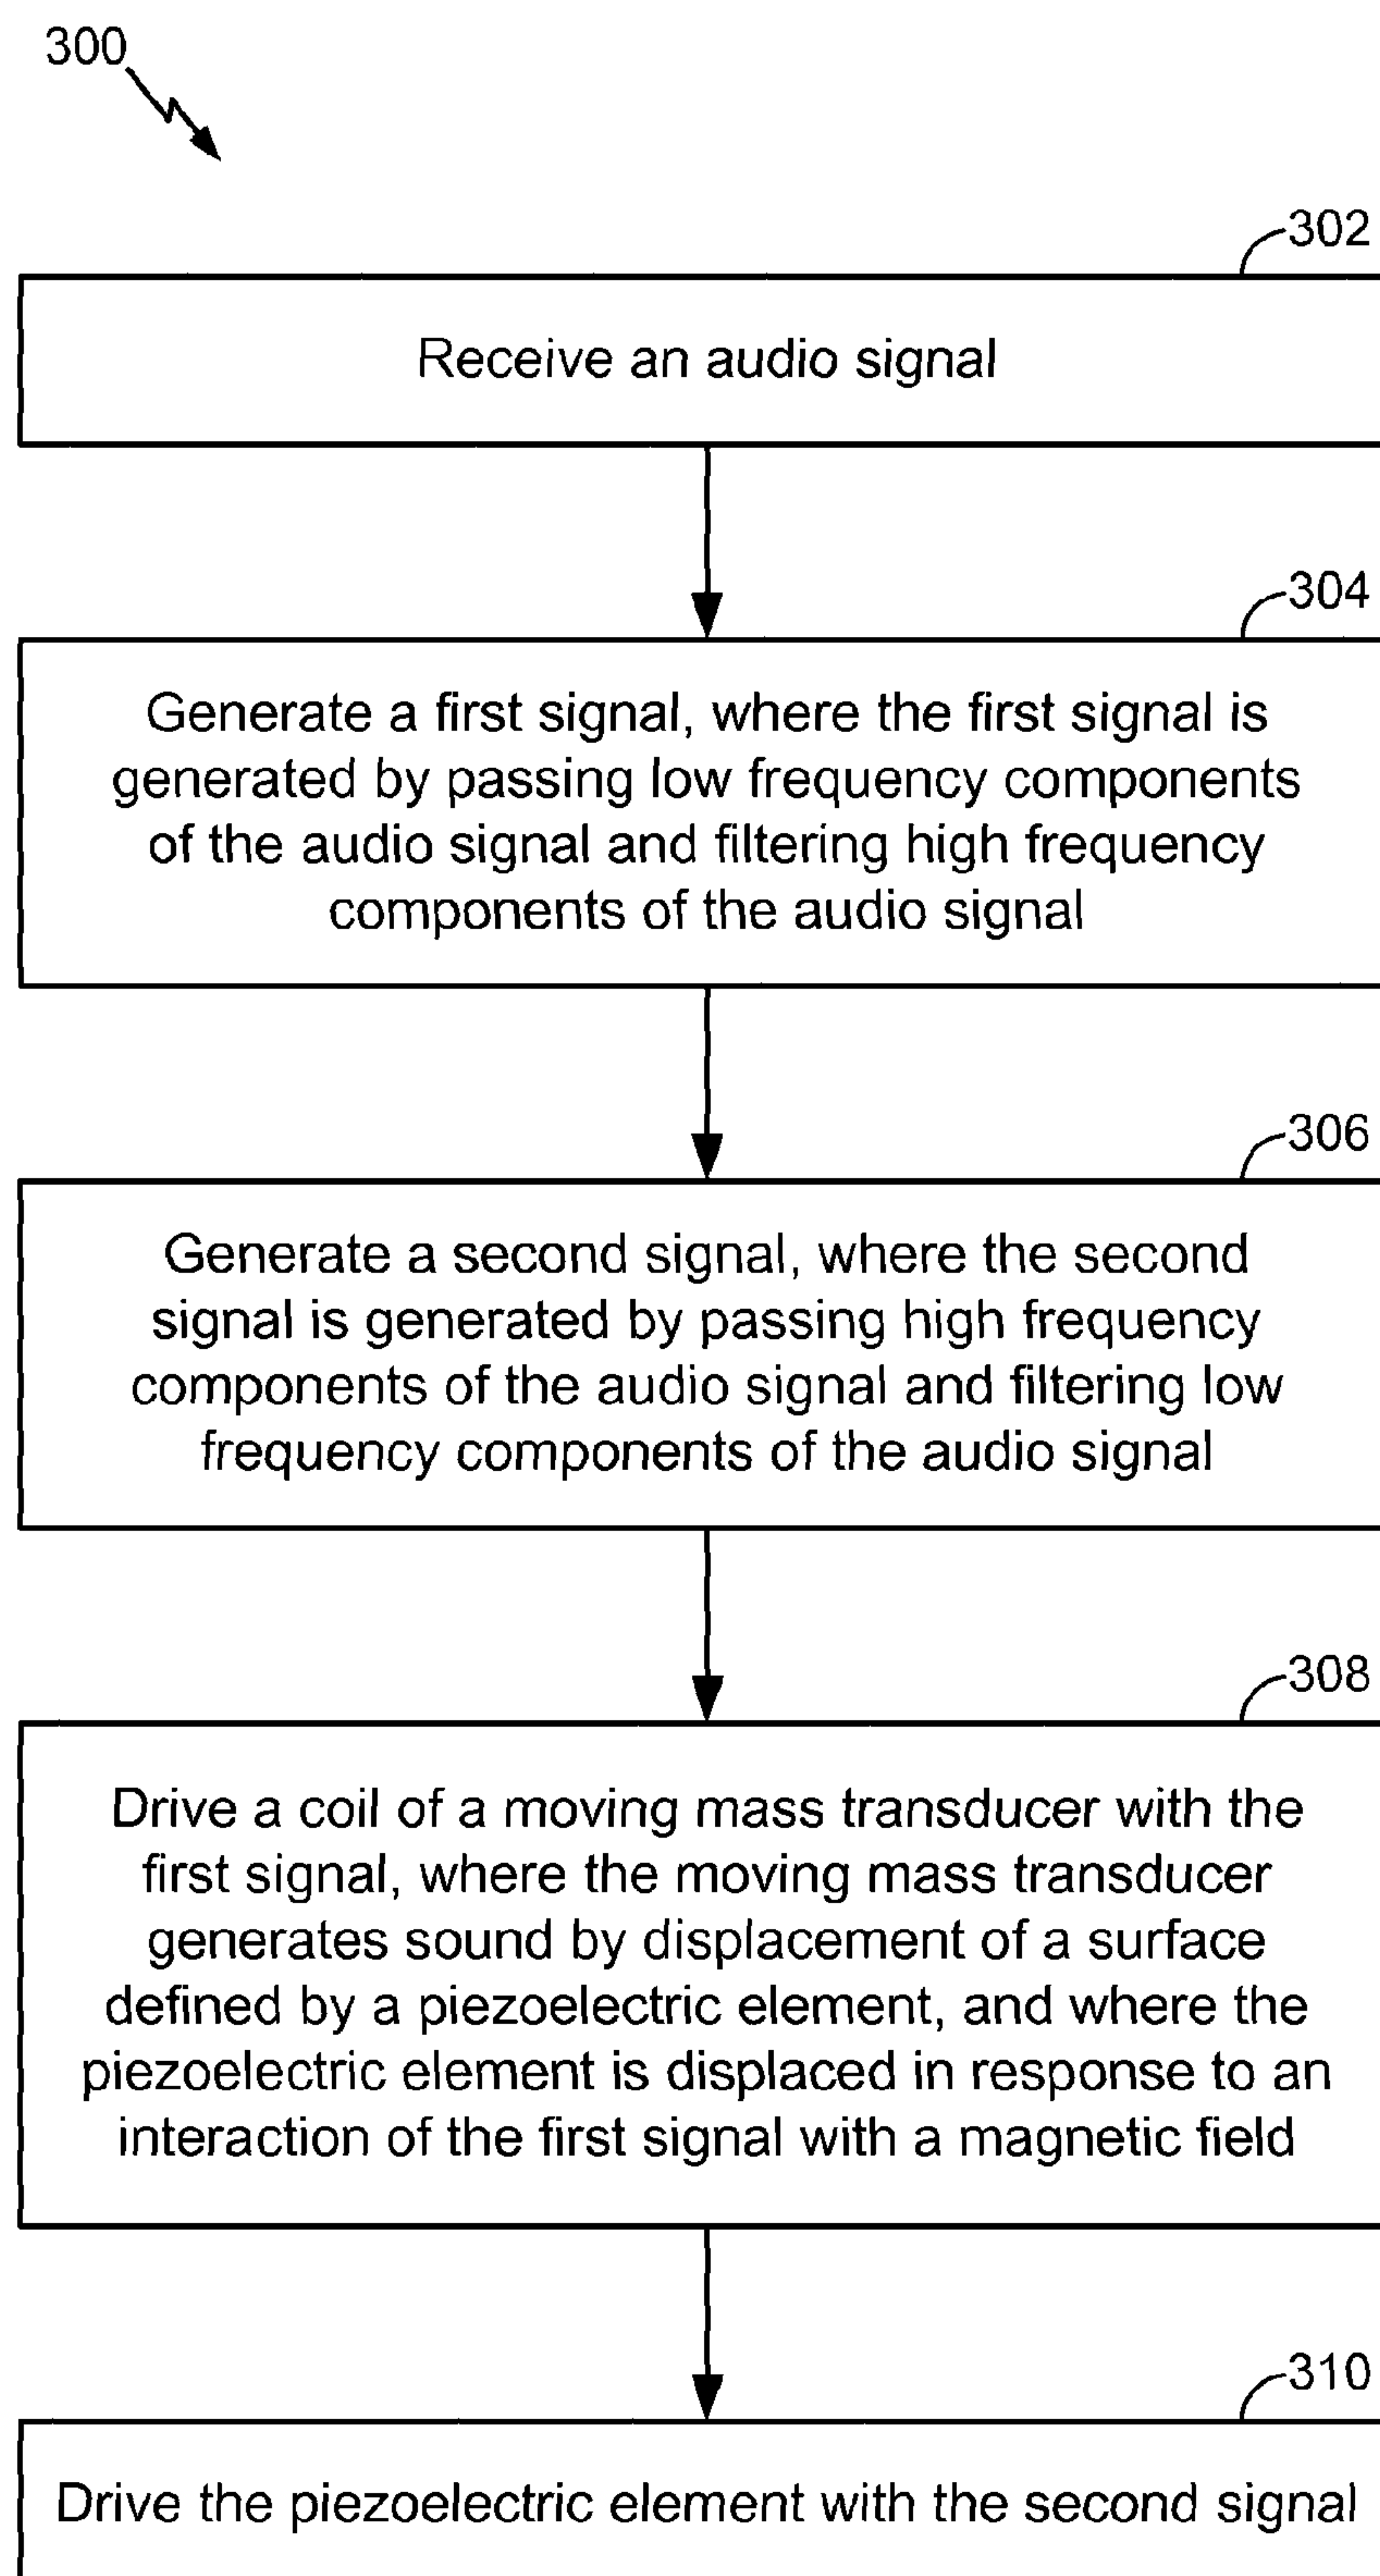 300
302
Receive an audio signal
304
Generate a first signal, where the first signal is
generated by passing low frequency components
of the audio signal and filtering high frequency
components of the audio signal
306
Generate a second signal, where the second
signal is generated by passing high frequency
components of the audio signal and filtering low
frequency components of the audio signal
308
Drive a coil of a moving mass transducer with the
first signal, where the moving mass transducer
generates sound by displacement of a surface
defined by a piezoelectric element, and where the
piezoelectric element is displaced in response to an
interaction of the first signal with a magnetic field
310
Drive the piezoelectric element with the second signal